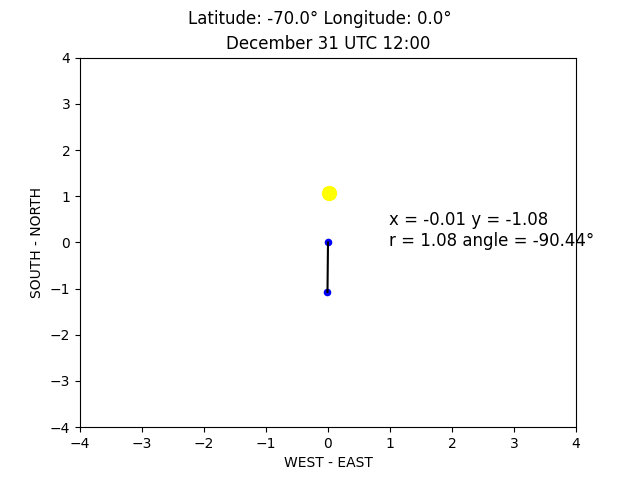 Latitude: -70.0° Longitude: 0.0°
December 31 UTC 12:00
4
3
2
1
0
−1
−2
−3
−4
SOUTH - NORTH
x = -0.01 y = -1.08
r = 1.08 angle = -90.44°
−4 −3 −2 −1 0 1 2 3 4
WEST - EAST